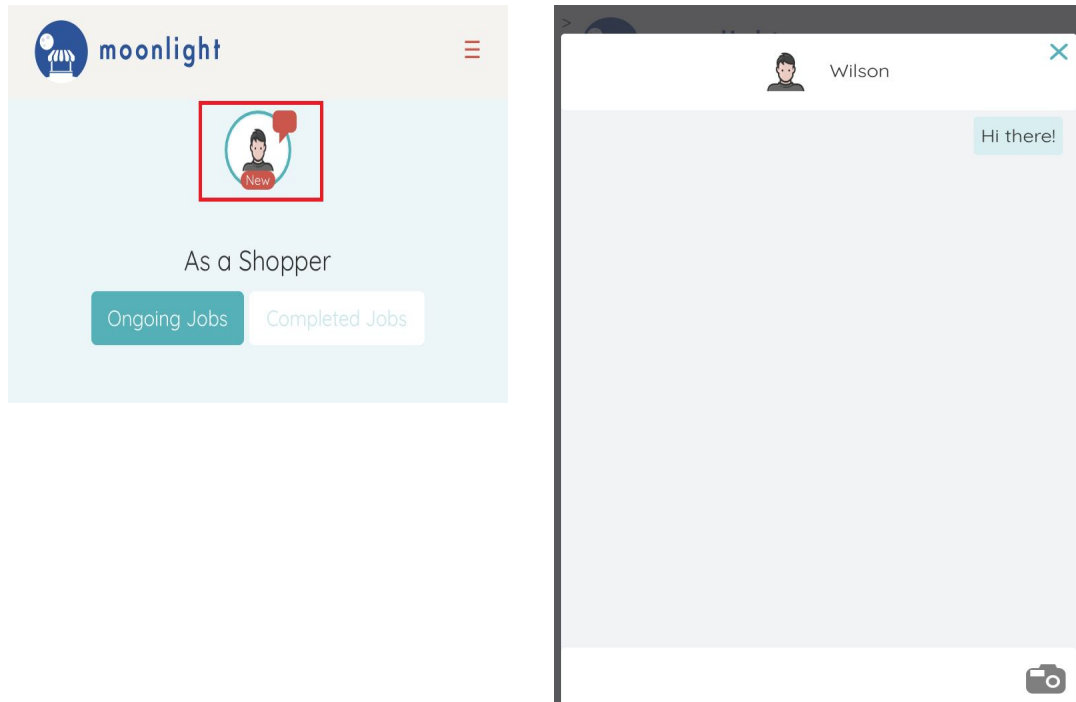 moonlight
New
As a Shopper
Ongoing Jobs
Completed Jobs
>
Wilson
Hi there!